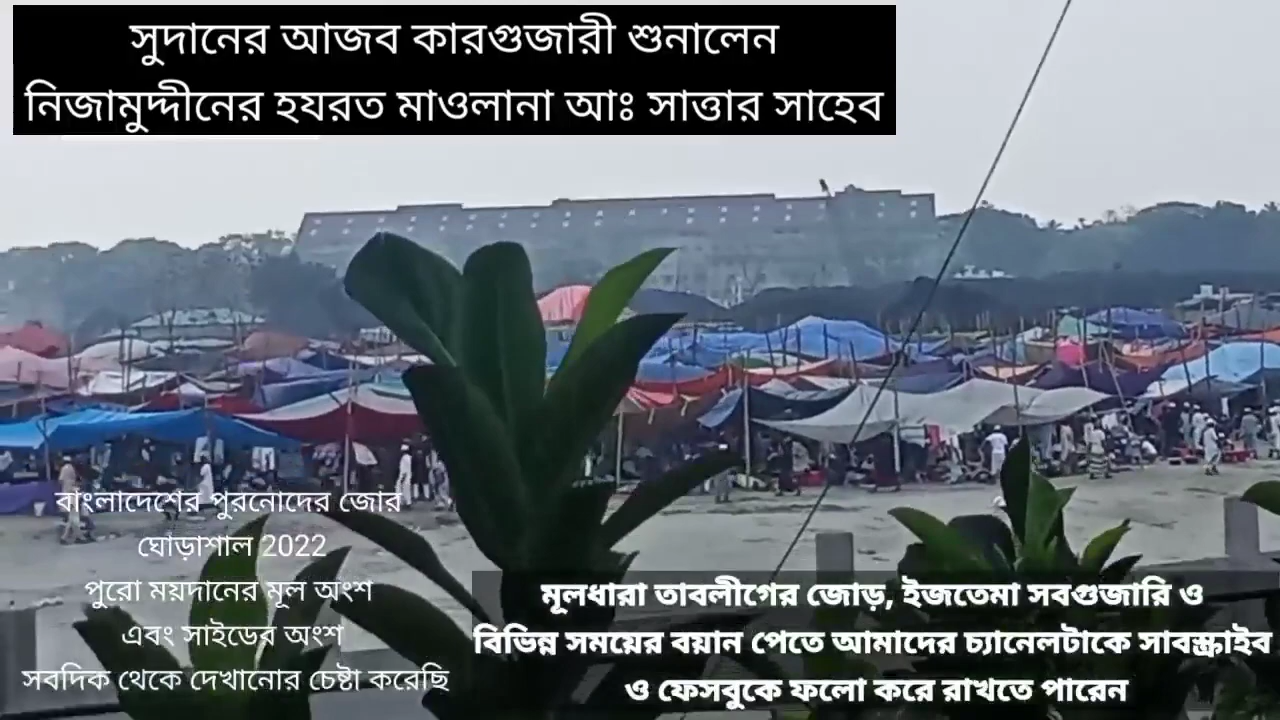 সুদানের আজব কারগুজারী শুনালেন
নিজামুদ্দীনের হযরত মাওলানা আঃ সাত্তার সাহেব
বাংলাদেশের পুরনোদের জোর
ঘোড়াশাল 2022
পুরো ময়দানের মূল অংশ
এবং সাইডের অংশ
সবদিক থেকে দেখানোর চেষ্টা করেছি
মূলধারা তাবলীগের জোড়, ইজতেমা সবগুজারি ও
বিভিন্ন সময়ের বয়ান পেতে আমাদের চ্যানেলটাকে সাবস্ক্রাইব
ও ফেসবুকে ফলো করে রাখতে পারেন